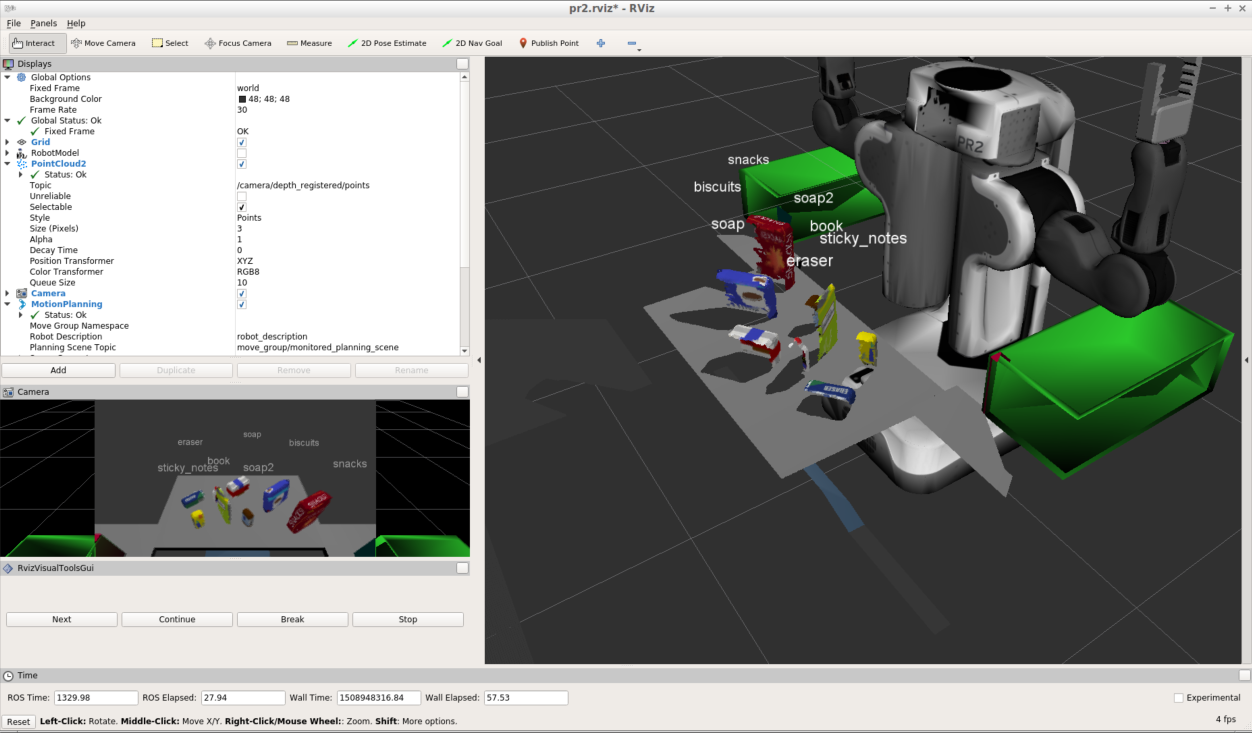 pr2.rviz* - RViz
File Panels Help
Interact Move Camera Select Focus Camera Measure 2D Pose Estimate 2D Nav Goal Publish Point
Displays
Global Options
Fixed Frame world
Background Color 48; 48; 48
Frame Rate 30
Global Status: Ok
Fixed Frame OK
Grid
RobotModel
PointCloud2
Status: Ok
Topic /camera/depth_registered/points
Unreliable
Selectable
Style Points
Size (Pixels) 3
Alpha 1
Decay Time 0
Position Transformer XYZ
Color Transformer RGB8
Queue Size 10
Camera
MotionPlanning
Status: Ok
Move Group Namespace
Robot Description robot_description
Planning Scene Topic move_group/monitored_planning_scene
Add Duplicate Remove Rename
Camera
eraser soap biscuits
sticky_notes book soap2 snacks
RvizVisualToolsGui
Next Continue Break Stop
snacks
biscuits
soap2
soap
book
sticky_notes
eraser
PR2
ERASER
Time
ROS Time: 1329.98 ROS Elapsed: 27.94 Wall Time: 1508948316.84 Wall Elapsed: 57.53 Experimental
Reset Left-Click: Rotate. Middle-Click: Move X/Y. Right-Click/Mouse Wheel:: Zoom. Shift: More options. 4 fps